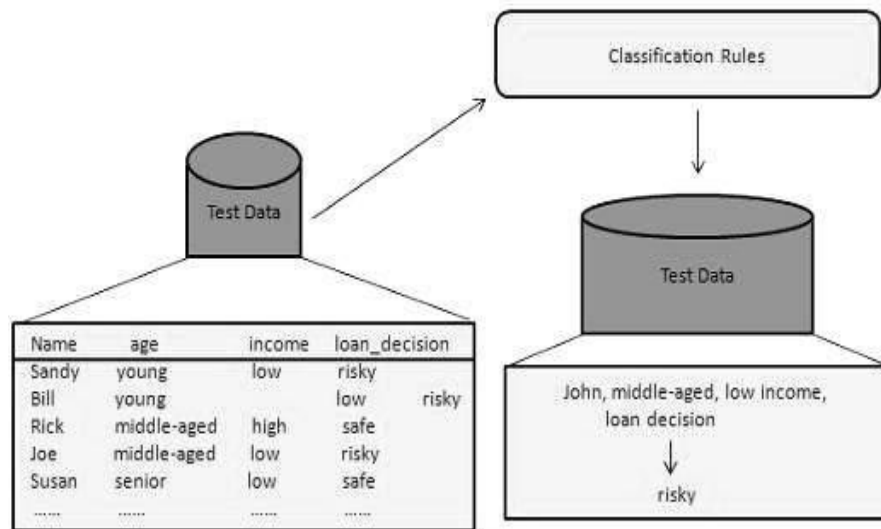 Classification Rules
Test Data
Name age income loan_decision
Sandy young low risky
Bill young low risky
Rick middle-aged high safe
Joe middle-aged low risky
Susan senior low safe
...... ...... ...... ......
Test Data
John, middle-aged, low income,
loan decision
risky